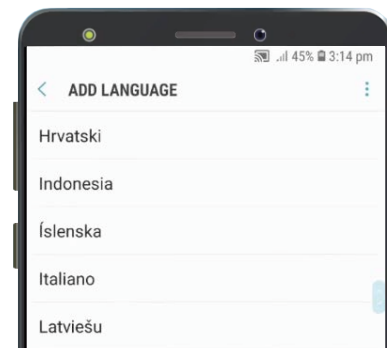 45% 3:14 pm
ADD LANGUAGE
Hrvatski
Indonesia
Íslenska
Italiano
Latviešu